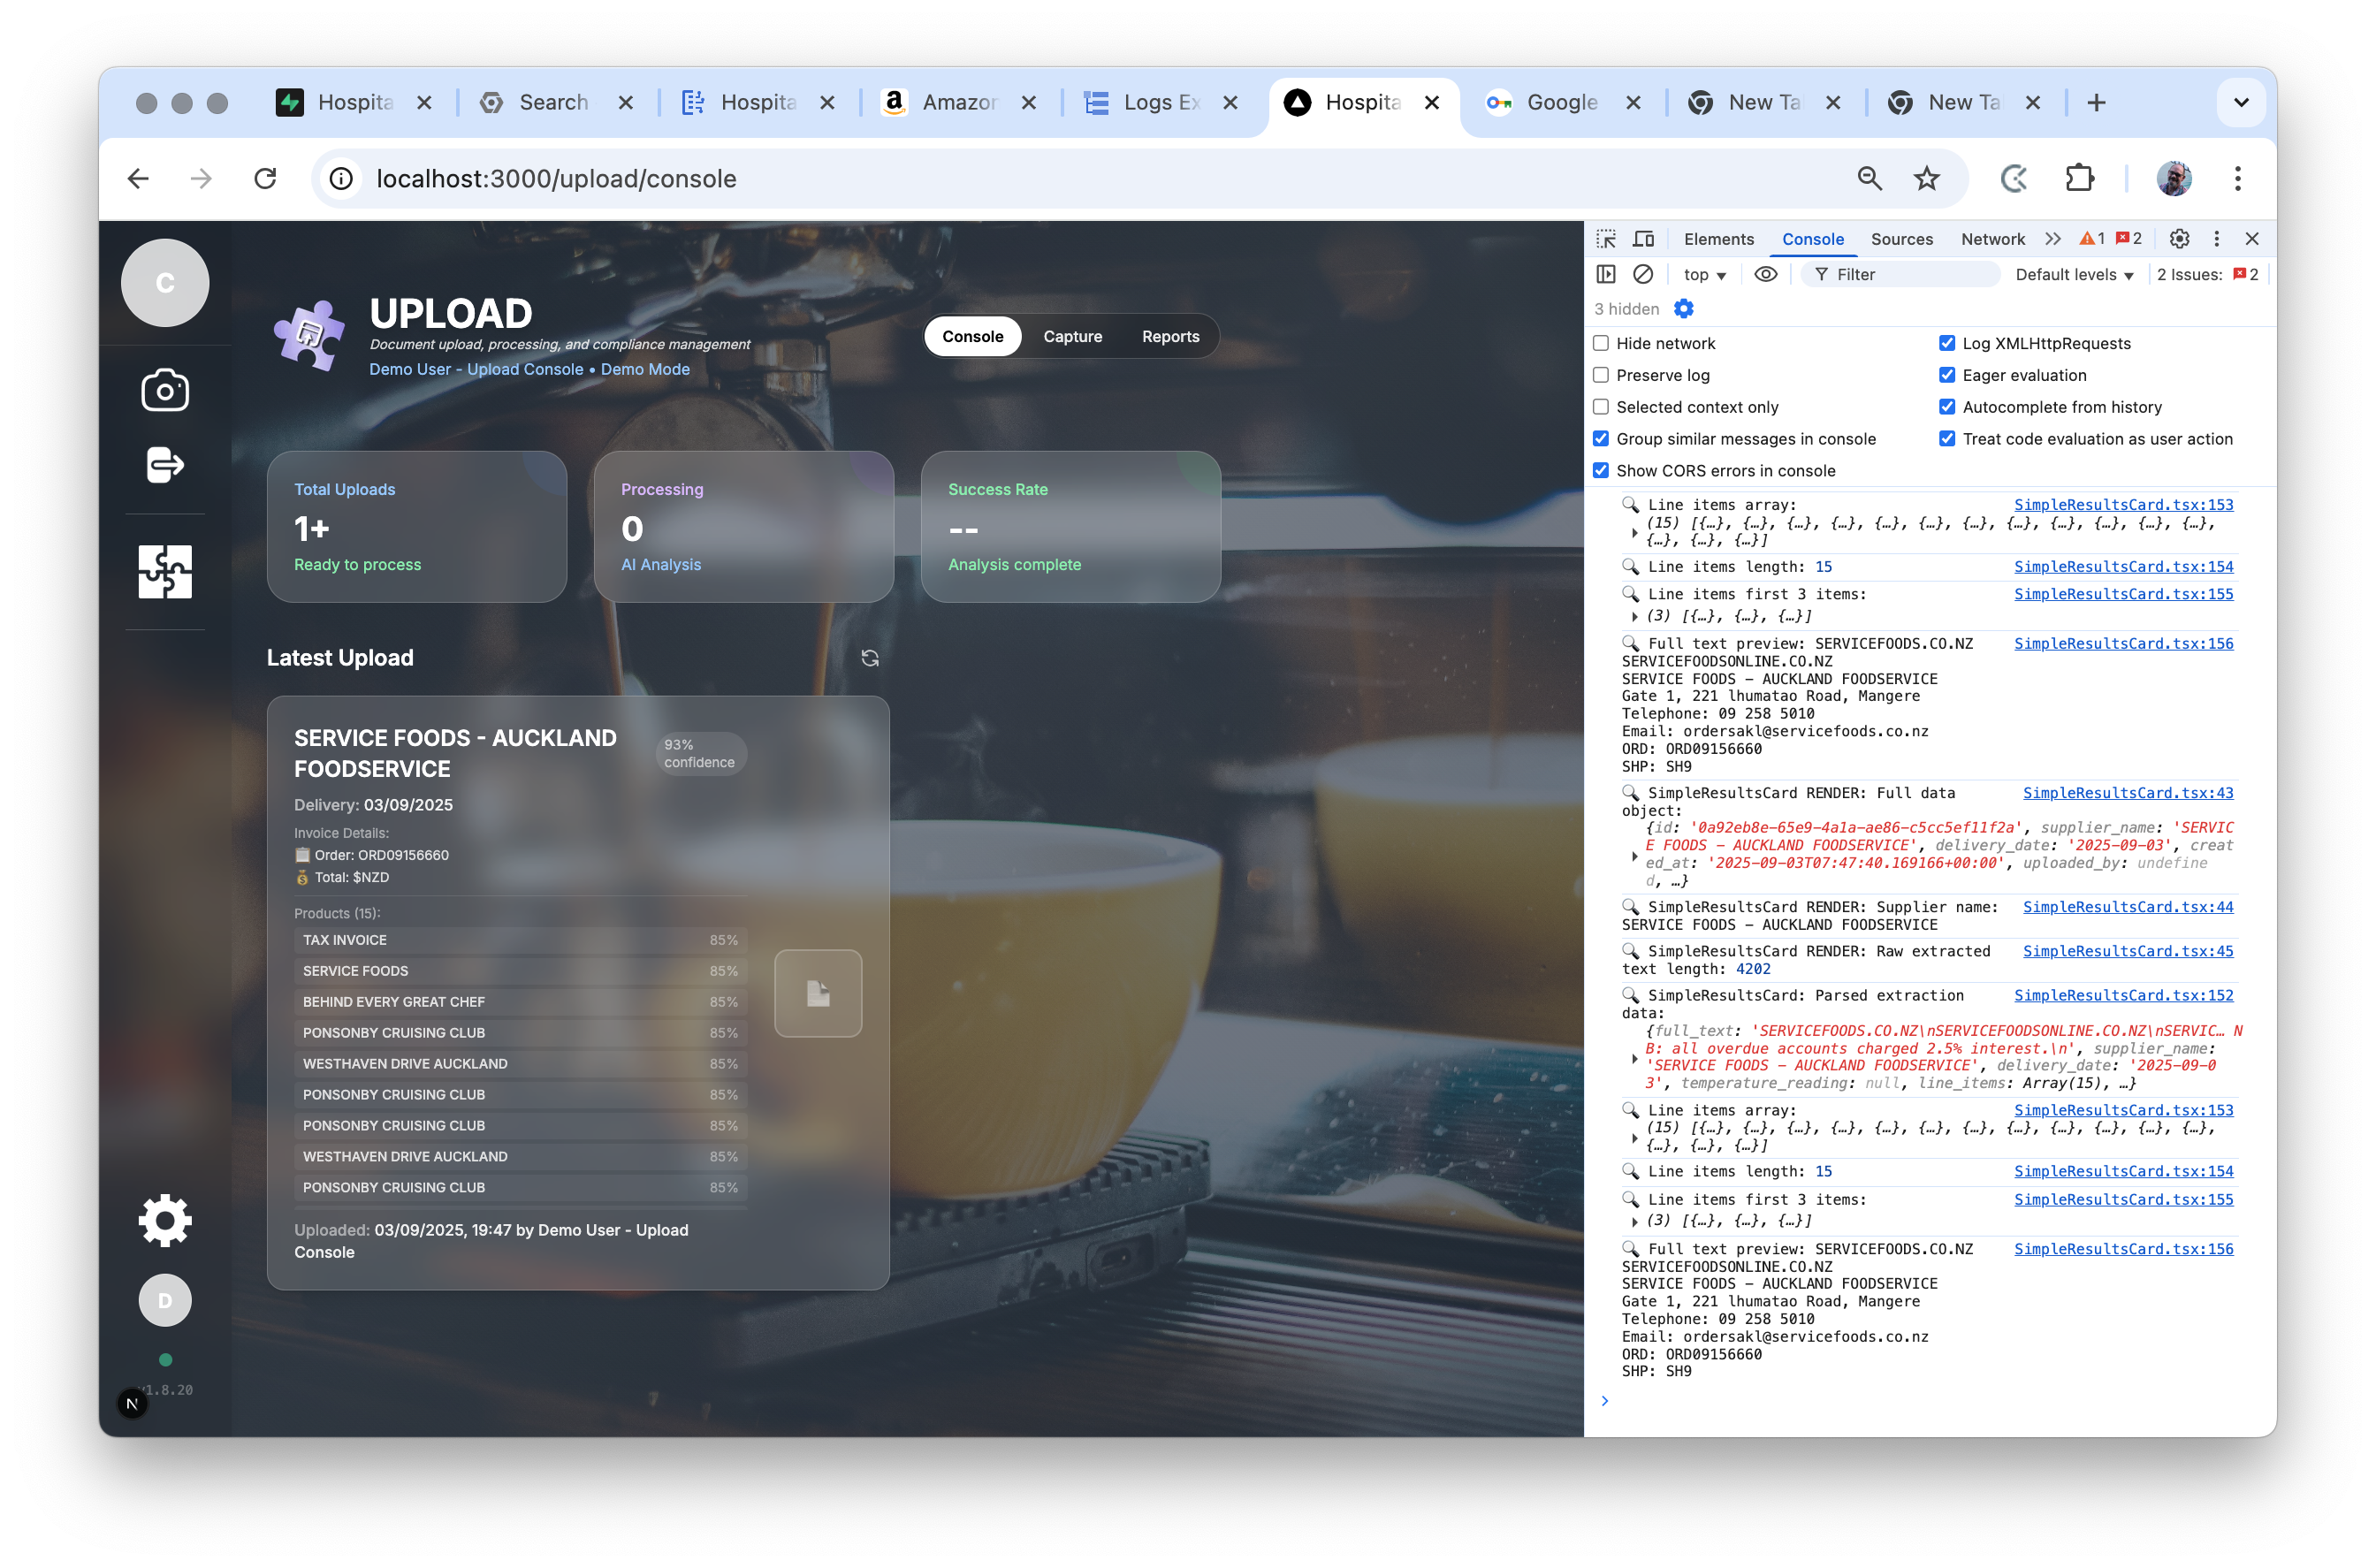 Hospita
Search
Hospita
Amazon
Logs Ex
Hospita
Google
New Ta
New Ta
localhost:3000/upload/console
C
UPLOAD
Document upload, processing, and compliance management
Demo User - Upload Console • Demo Mode
Console
Capture
Reports
Total Uploads
1+
Ready to process
Processing
0
AI Analysis
Success Rate
--
Analysis complete
Latest Upload
SERVICE FOODS - AUCKLAND
FOODSERVICE
93%
confidence
Delivery: 03/09/2025
Invoice Details:
📋 Order: ORD09156660
💰 Total: $NZD
Products (15):
TAX INVOICE 85%
SERVICE FOODS 85%
BEHIND EVERY GREAT CHEF 85%
PONSONBY CRUISING CLUB 85%
WESTHAVEN DRIVE AUCKLAND 85%
PONSONBY CRUISING CLUB 85%
PONSONBY CRUISING CLUB 85%
WESTHAVEN DRIVE AUCKLAND 85%
PONSONBY CRUISING CLUB 85%
Uploaded: 03/09/2025, 19:47 by Demo User - Upload
Console
D
v1.8.20
N
Elements
Console
Sources
Network
1
2
top
Filter
Default levels
2 Issues: 2
3 hidden
Hide network
Log XMLHttpRequests
Preserve log
Eager evaluation
Selected context only
Autocomplete from history
Group similar messages in console
Treat code evaluation as user action
Show CORS errors in console
🔍 Line items array: SimpleResultsCard.tsx:153
(15) [{…}, {…}, {…}, {…}, {…}, {…}, {…}, {…}, {…}, {…}, {…}, {…},
{…}, {…}, {…}]
🔍 Line items length: 15 SimpleResultsCard.tsx:154
🔍 Line items first 3 items: SimpleResultsCard.tsx:155
(3) [{…}, {…}, {…}]
🔍 Full text preview: SERVICEFOODS.CO.NZ SimpleResultsCard.tsx:156
SERVICEFOODSONLINE.CO.NZ
SERVICE FOODS – AUCKLAND FOODSERVICE
Gate 1, 221 lhumatao Road, Mangere
Telephone: 09 258 5010
Email: ordersakl@servicefoods.co.nz
ORD: ORD09156660
SHP: SH9
🔍 SimpleResultsCard RENDER: Full data SimpleResultsCard.tsx:43
object:
{id: '0a92eb8e-65e9-4a1a-ae86-c5cc5ef11f2a', supplier_name: 'SERVIC
E FOODS – AUCKLAND FOODSERVICE', delivery_date: '2025-09-03', creat
ed_at: '2025-09-03T07:47:40.169166+00:00', uploaded_by: undefine
d, …}
🔍 SimpleResultsCard RENDER: Supplier name: SimpleResultsCard.tsx:44
SERVICE FOODS – AUCKLAND FOODSERVICE
🔍 SimpleResultsCard RENDER: Raw extracted SimpleResultsCard.tsx:45
text length: 4202
🔍 SimpleResultsCard: Parsed extraction SimpleResultsCard.tsx:152
data:
{full_text: 'SERVICEFOODS.CO.NZ\nSERVICEFOODSONLINE.CO.NZ\nSERVIC… N
B: all overdue accounts charged 2.5% interest.\n', supplier_name:
'SERVICE FOODS – AUCKLAND FOODSERVICE', delivery_date: '2025-09-0
3', temperature_reading: null, line_items: Array(15), …}
🔍 Line items array: SimpleResultsCard.tsx:153
(15) [{…}, {…}, {…}, {…}, {…}, {…}, {…}, {…}, {…}, {…}, {…}, {…},
{…}, {…}, {…}]
🔍 Line items length: 15 SimpleResultsCard.tsx:154
🔍 Line items first 3 items: SimpleResultsCard.tsx:155
(3) [{…}, {…}, {…}]
🔍 Full text preview: SERVICEFOODS.CO.NZ SimpleResultsCard.tsx:156
SERVICEFOODSONLINE.CO.NZ
SERVICE FOODS – AUCKLAND FOODSERVICE
Gate 1, 221 lhumatao Road, Mangere
Telephone: 09 258 5010
Email: ordersakl@servicefoods.co.nz
ORD: ORD09156660
SHP: SH9